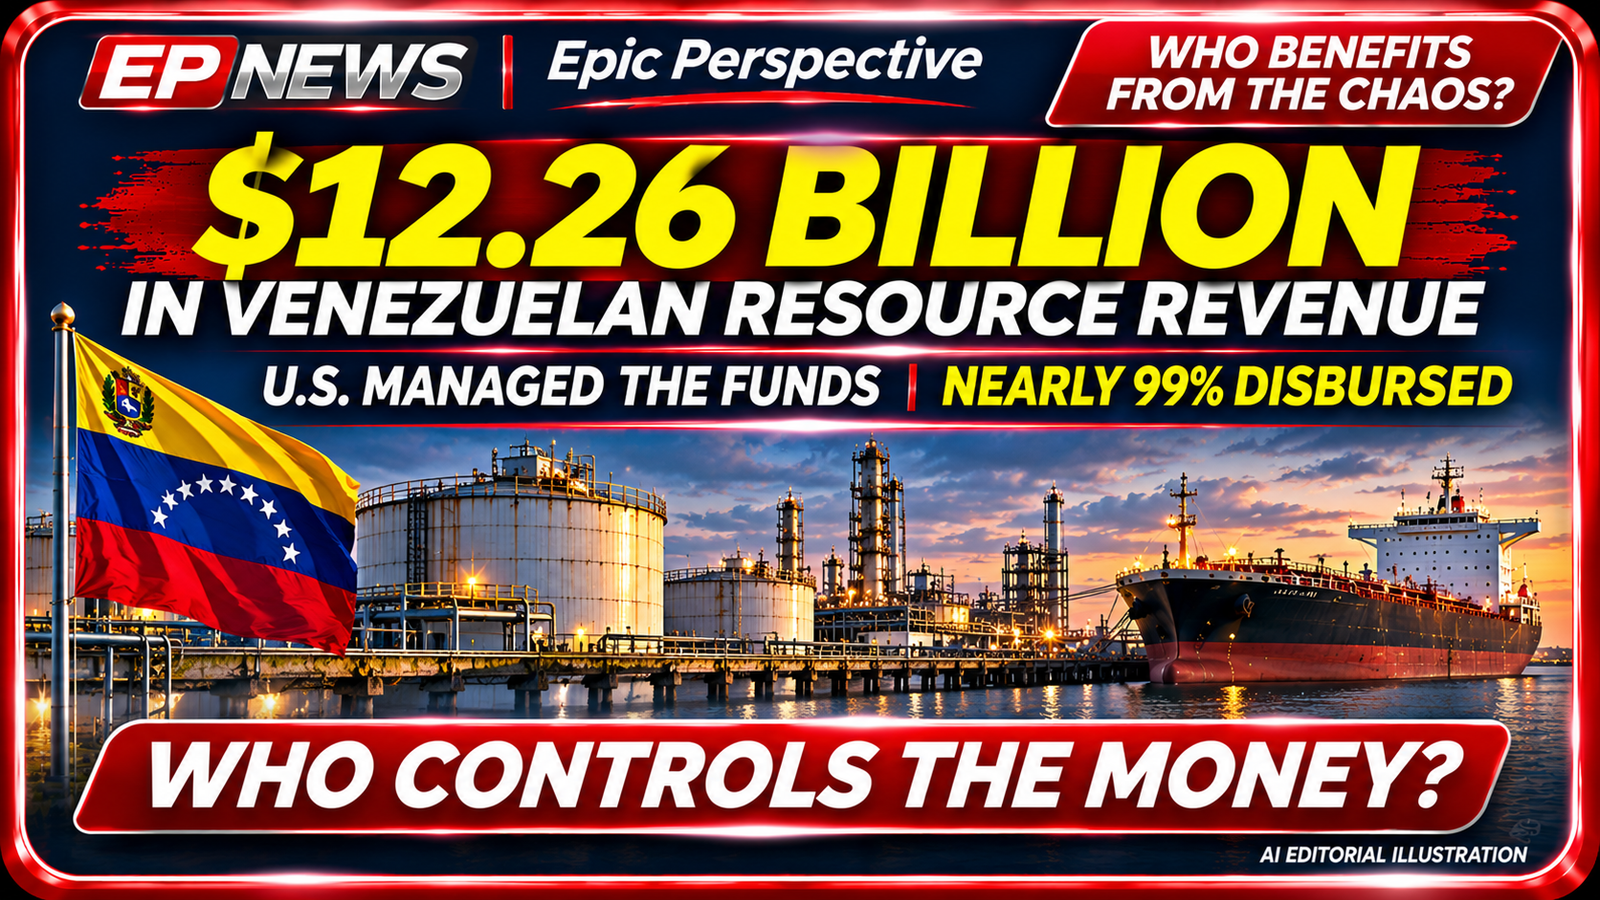 EP NEWS
Epic Perspective
WHO BENEFITS
FROM THE CHAOS?
$12.26 BILLION
IN VENEZUELAN RESOURCE REVENUE
U.S. MANAGED THE FUNDS
NEARLY 99% DISBURSED
WHO CONTROLS THE MONEY?
AI EDITORIAL ILLUSTRATION